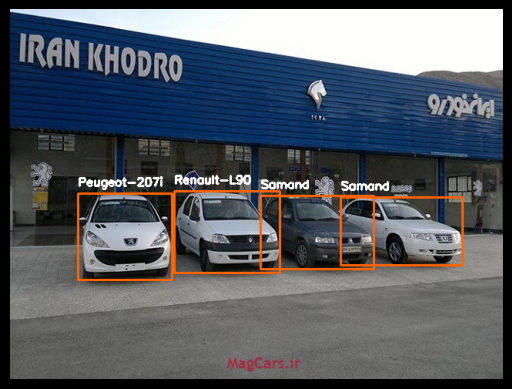 IRAN KHODRO
ایران خودرو
Peugeot-207i
Renault-L90
Samand
Samand
MagCars.ir